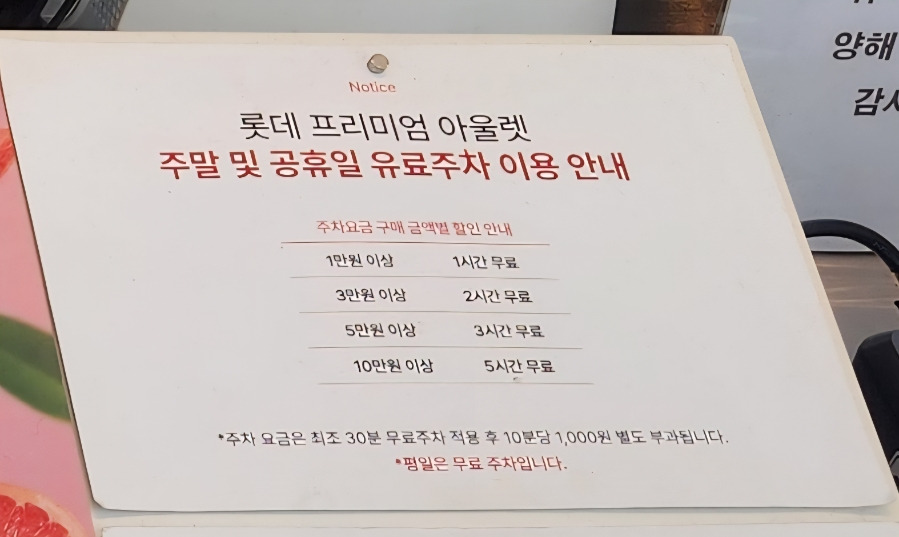 Notice
롯데 프리미엄 아울렛
주말 및 공휴일 유료주차 이용 안내
주차요금 구매 금액별 할인 안내
1만원 이상 1시간 무료
3만원 이상 2시간 무료
5만원 이상 3시간 무료
10만원 이상 5시간 무료
*주차 요금은 최조 30분 무료주차 적용 후 10분당 1,000원 별도 부과됩니다.
*평일은 무료 주차입니다.
양해